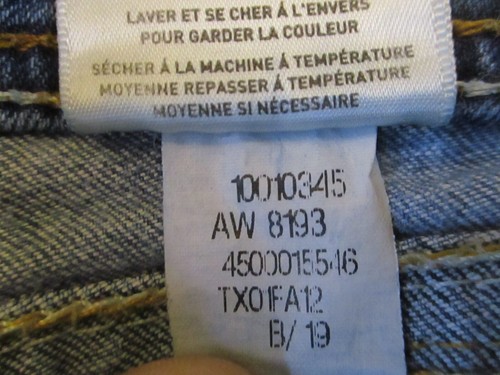 LAVER ET SE CHER À L'ENVERS
POUR GARDER LA COULEUR
SÉCHER À LA MACHINE À TEMPÉRATURE
MOYENNE REPASSER À TEMPÉRATURE
MOYENNE SI NÉCESSAIRE
10010345
AW 8193
4500015546
TX01FA12
B/ 19